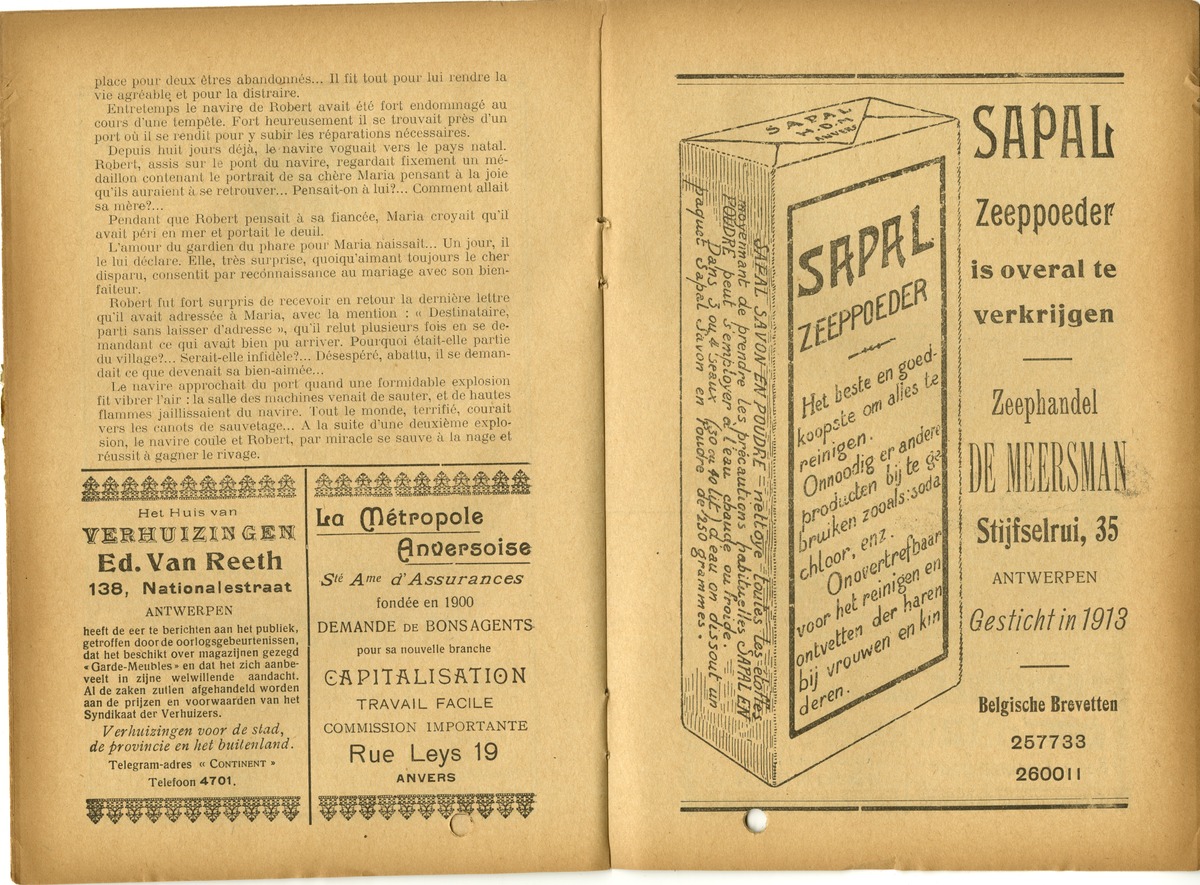 place pour deux êtres abandonnés... Il fit tout pour lui rendre la
vie agréable et pour la distraire.
Entretemps le navire de Robert avait été fort endommagé au
cours d'une tempête. Fort heureusement il se trouvait près d'un
port où il se rendit pour y subir les réparations nécessaires.
Depuis huit jours déjà, le navire voguait vers le pays natal.
Robert, assis sur le pont du navire, regardait fixement un mé-
daillon contenant le portrait de sa chère Maria pensant à la joie
qu'ils auraient à se retrouver... Pensait-on à lui?... Comment allait
sa mère?...
Pendant que Robert pensait à sa fiancée, Maria croyait qu'il
avait péri en mer et portait le deuil.
L'amour du gardien du phare pour Maria naissait... Un jour, il
le lui déclare. Elle, très surprise, quoiqu'aimant toujours le cher
disparu, consentit par reconnaissance au mariage avec son bien-
faiteur.
Robert fut fort surpris de recevoir en retour la dernière lettre
qu'il avait adressée à Maria, avec la mention : « Destinataire,
parti sans laisser d'adresse », qu'il relut plusieurs fois en se de-
mandant ce qui avait bien pu arriver. Pourquoi était-elle partie
du village?... Serait-elle infidèle?... Désespéré, abattu, il se deman-
dait ce que devenait sa bien-aimée...
Le navire approchait du port quand une formidable explosion
fit vibrer l'air : la salle des machines venait de sauter, et de hautes
flammes jaillissaient du navire. Tout le monde, terrifié, courait
vers les canots de sauvetage... A la suite d'une deuxième explo-
sion, le navire coule et Robert, par miracle se sauve à la nage et
réussit à gagner le rivage.
Het Huis van
VERHUIZINGEN
Ed. Van Reeth
138, Nationalestraat
ANTWERPEN
heeft de eer te berichten aan het publiek,
getroffen door de oorlogsgebeurtenissen,
dat het beschikt over magazijnen gezegd
«Garde-Meubles» en dat het zich aanbe-
veelt in zijne welwillende aandacht.
Al de zaken zullen afgehandeld worden
aan de prijzen en voorwaarden van het
Syndikaat der Verhuizers.
Verhuizingen voor de stad,
de provincie en het buitenland.
Telegram-adres « CONTINENT »
Telefoon 4701.
La Métropole
Anversoise
Sté Ame d'Assurances
fondée en 1900
DEMANDE DE BONS AGENTS
pour sa nouvelle branche
CAPITALISATION
TRAVAIL FACILE
COMMISSION IMPORTANTE
Rue Leys 19
ANVERS
SAPAL
H.D.M
ANVERS
SAPAL SAVON EN POUDRE = nettoye toutes les étoffes
moyennant de prendre les précautions habituelles SAPAL EN
POUDRE peut s'employer à l'eau chaude ou froide.
Dans 3 ou 4 seaux (30 ou 40 lit.) d'eau on dissout un
paquet Sapal Savon en Poudre de 250 grammes.
SAPAL
ZEEPPOEDER
Het beste en goed-
koopste om alles te
reinigen.
Onnoodig er andere
producten bij te ge
bruiken zooals: soda
chloor, enz.
Onovertrefbaar
voor het reinigen en
ontvetten der haren
bij vrouwen en kin
deren.
SAPAL
Zeeppoeder
is overal te
verkrijgen
Zeephandel
DE MEERSMAN
Stijfselrui, 35
ANTWERPEN
Gesticht in 1913
Belgische Brevetten
257733
260011